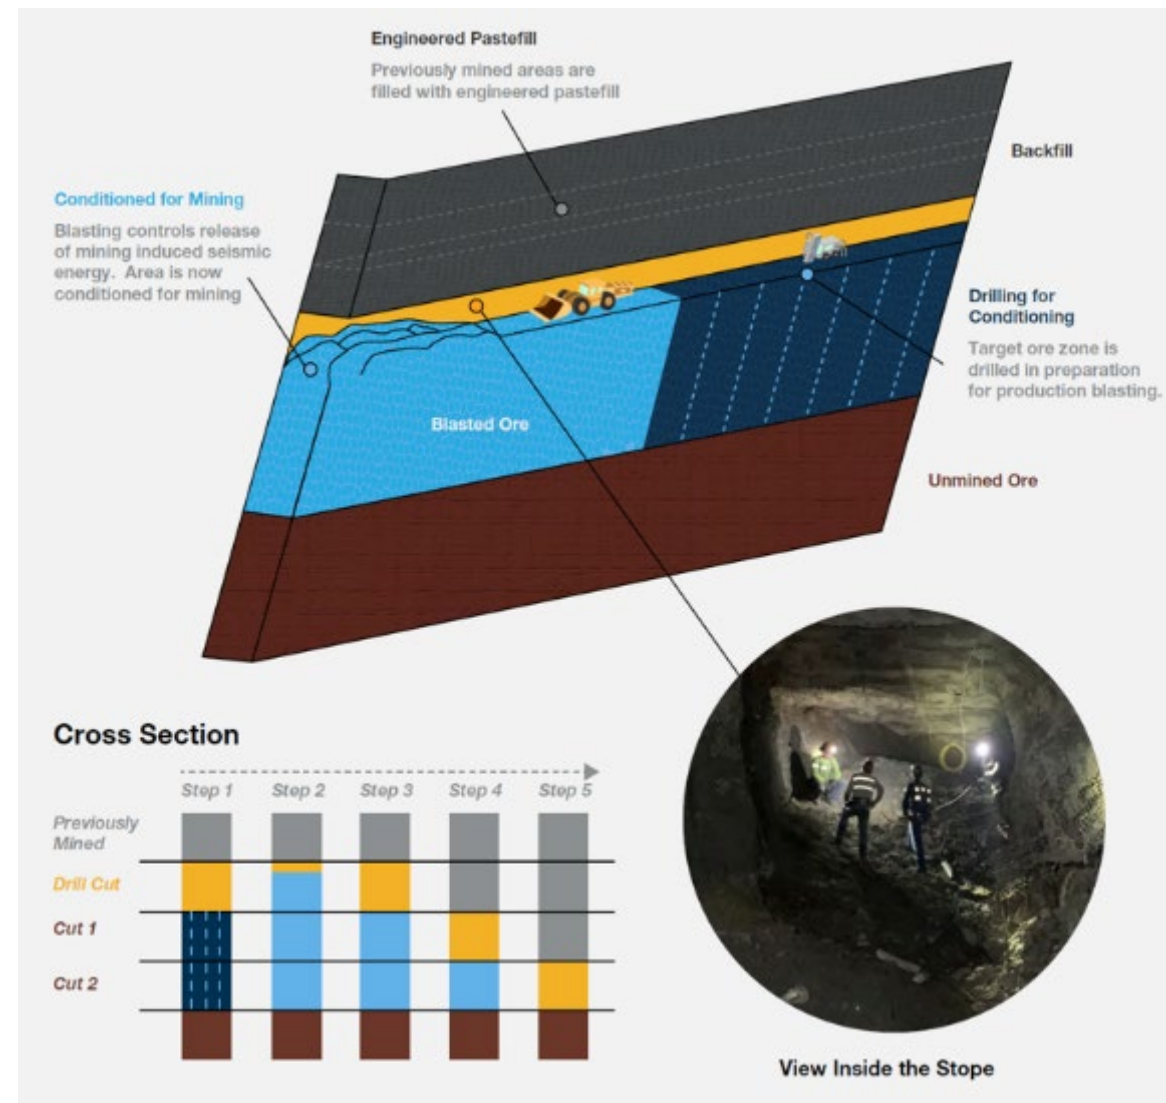 Engineered Pastefill
Previously mined areas are
filled with engineered pastefill
Backfill
Conditioned for Mining
Blasting controls release
of mining induced seismic
energy. Area is now
conditioned for mining
Drilling for
Conditioning
Target ore zone is
drilled in preparation
for production blasting.
Blasted Ore
Unmined Ore
Cross Section
Step 1 Step 2 Step 3 Step 4 Step 5
Previously
Mined
Drill Cut
Cut 1
Cut 2
View Inside the Stope